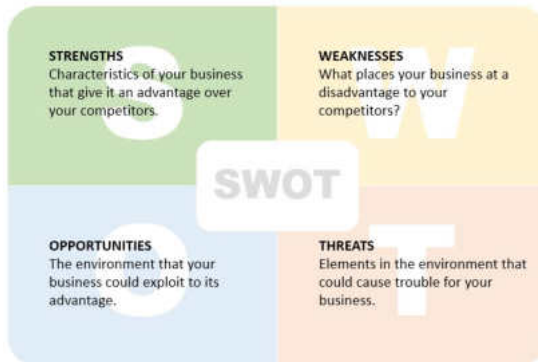 STRENGTHS
Characteristics of your business
that give it an advantage over
your competitors.
WEAKNESSES
What places your business at a
disadvantage to your
competitors?
SWOT
OPPORTUNITIES
The environment that your
business could exploit to its
advantage.
THREATS
Elements in the environment that
could cause trouble for your
business.
S
W
O
T